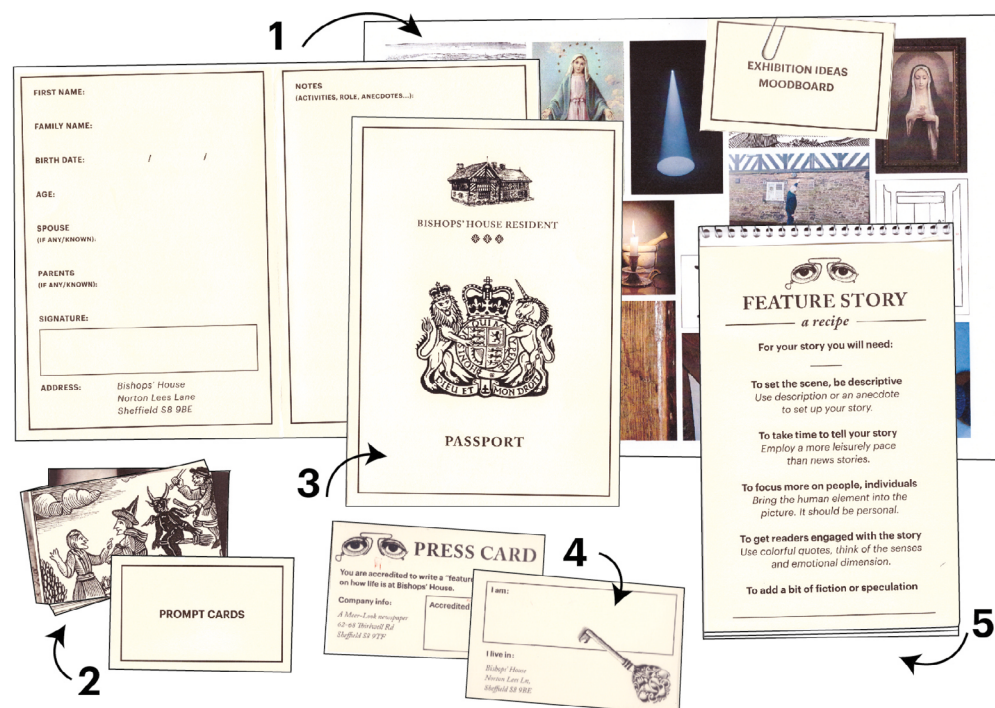 1
EXHIBITION IDEAS
MOODBOARD
FIRST NAME:
FAMILY NAME:
BIRTH DATE: / /
AGE:
SPOUSE
(IF ANY/KNOWN):
PARENTS
(IF ANY/KNOWN):
SIGNATURE:
ADDRESS: Bishops' House
Norton Lees Lane
Sheffield S8 9BE
NOTES
(ACTIVITIES, ROLE, ANECDOTES...):
BISHOPS' HOUSE RESIDENT
DIEU ET MON DROIT
PASSPORT
3
FEATURE STORY
a recipe
For your story you will need:
To set the scene, be descriptive
Use description or an anecdote
to set up your story.
To take time to tell your story
Employ a more leisurely pace
than news stories.
To focus more on people, individuals
Bring the human element into the
picture. It should be personal.
To get readers engaged with the story
Use colorful quotes, think of the senses
and emotional dimension.
To add a bit of fiction or speculation
5
PROMPT CARDS
2
PRESS CARD
You are accredited to write a "featur
on how life is at Bishops' House.
Company info:
Accredited
Sheffield S8 9TF
4
I am:
I live in:
Bishops' House
Norton Lees Ln,
Sheffield S8 9BE